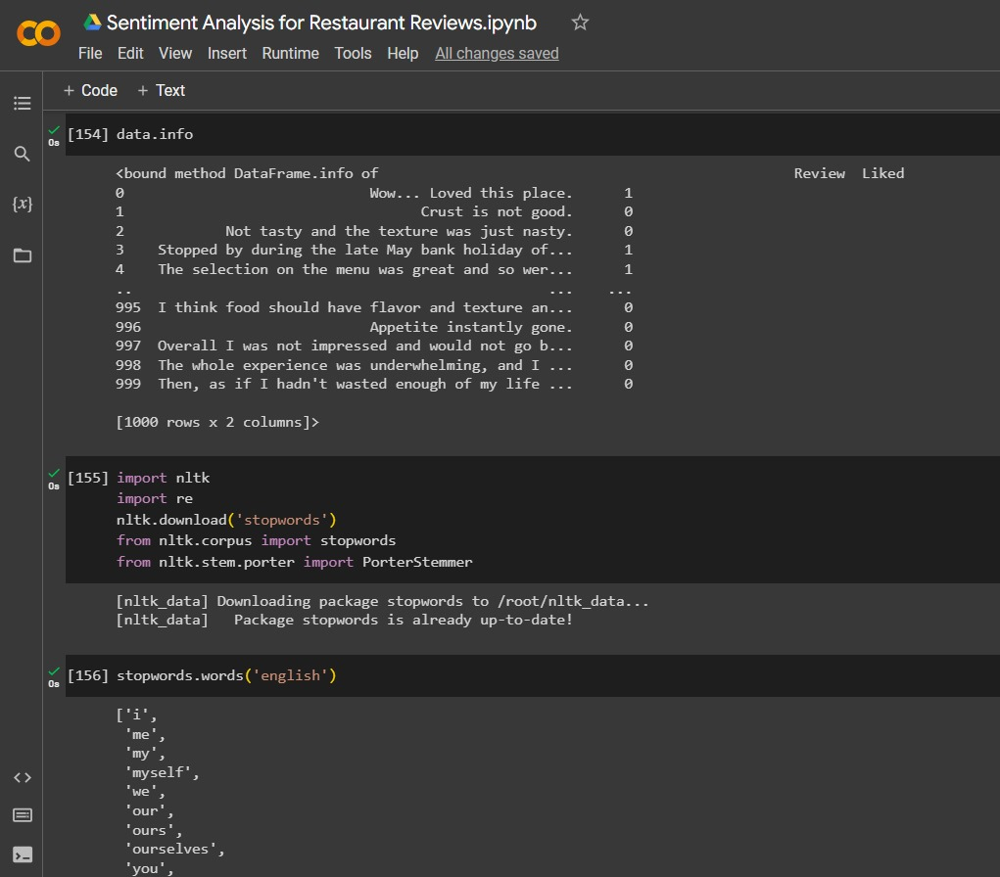 Sentiment Analysis for Restaurant Reviews.ipynb
File Edit View Insert Runtime Tools Help All changes saved
+ Code + Text
[154] data.info
0s
<bound method DataFrame.info of Review Liked
0 Wow... Loved this place. 1
1 Crust is not good. 0
2 Not tasty and the texture was just nasty. 0
3 Stopped by during the late May bank holiday of... 1
4 The selection on the menu was great and so wer... 1
.. ... ...
995 I think food should have flavor and texture an... 0
996 Appetite instantly gone. 0
997 Overall I was not impressed and would not go b... 0
998 The whole experience was underwhelming, and I ... 0
999 Then, as if I hadn't wasted enough of my life ... 0
[1000 rows x 2 columns]>
[155] import nltk
0s
import re
nltk.download('stopwords')
from nltk.corpus import stopwords
from nltk.stem.porter import PorterStemmer
[nltk_data] Downloading package stopwords to /root/nltk_data...
[nltk_data] Package stopwords is already up-to-date!
[156] stopwords.words('english')
0s
['i',
'me',
'my',
'myself',
'we',
'our',
'ours',
'ourselves',
'you',